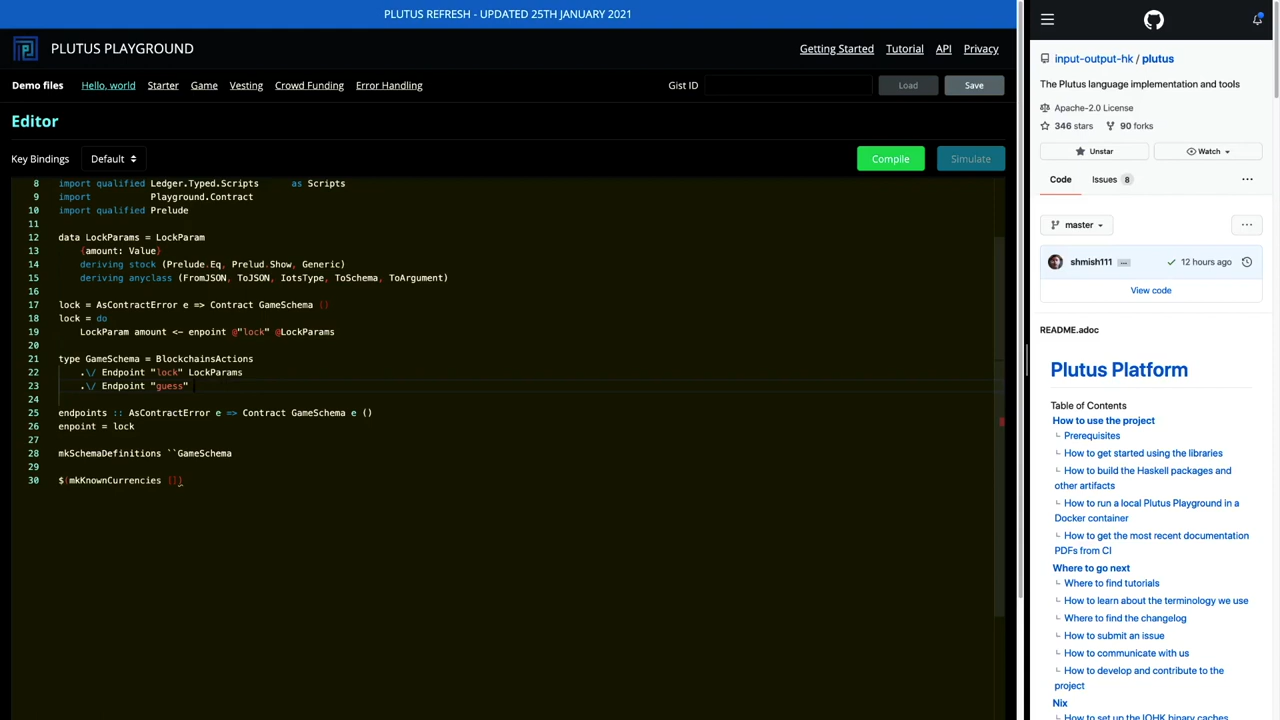 PLUTUS REFRESH - UPDATED 25TH JANUARY 2021
PLUTUS PLAYGROUND
Getting Started Tutorial API Privacy
Demo files Hello, world Starter Game Vesting Crowd Funding Error Handling Gist ID Load Save
Editor
Key Bindings Default Compile Simulate
8 import qualified Ledger.Typed.Scripts as Scripts
9 import Playground.Contract
10 import qualified Prelude
11
12 data LockParams = LockParam
13 {amount: Value}
14 deriving stock (Prelude.Eq, Prelud.Show, Generic)
15 deriving anyclass (FromJSON, ToJSON, IotsType, ToSchema, ToArgument)
16
17 lock = AsContractError e => Contract GameSchema ()
18 lock = do
19 LockParam amount <- enpoint @"lock" @LockParams
20
21 type GameSchema = BlockchainsActions
22 .\/ Endpoint "lock" LockParams
23 .\/ Endpoint "guess"
24
25 endpoints :: AsContractError e => Contract GameSchema e ()
26 enpoint = lock
27
28 mkSchemaDefinitions ``GameSchema
29
30 $(mkKnownCurrencies [])
input-output-hk / plutus
The Plutus language implementation and tools
Apache-2.0 License
346 stars 90 forks
Unstar Watch
Code Issues 8
master
shmish111 12 hours ago
View code
README.adoc
Plutus Platform
Table of Contents
How to use the project
Prerequisites
How to get started using the libraries
How to build the Haskell packages and
other artifacts
How to run a local Plutus Playground in a
Docker container
How to get the most recent documentation
PDFs from CI
Where to go next
Where to find tutorials
How to learn about the terminology we use
Where to find the changelog
How to submit an issue
How to communicate with us
How to develop and contribute to the
project
Nix
How to set up the IOHK binary caches